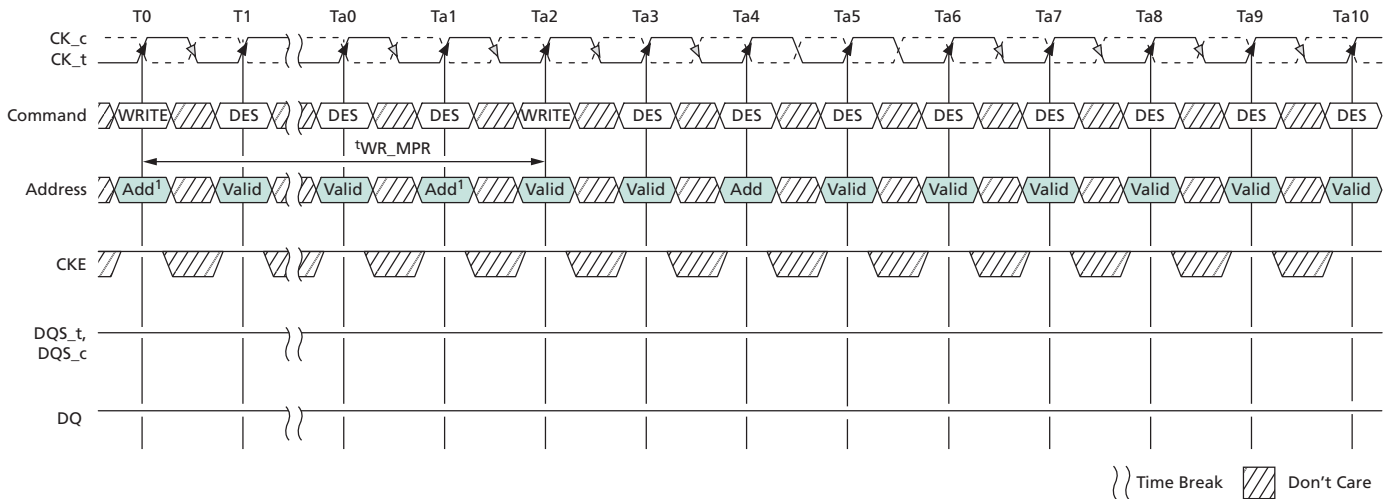 T0 T1 Ta0 Ta1 Ta2 Ta3 Ta4 Ta5 Ta6 Ta7 Ta8 Ta9 Ta10
CK_c
CK_t
Command WRITE DES DES DES WRITE DES DES DES DES DES DES DES DES
tWR_MPR
Address Add1 Valid Valid Add1 Valid Valid Add Valid Valid Valid Valid Valid Valid
CKE
DQS_t,
DQS_c
DQ
Time Break Don't Care